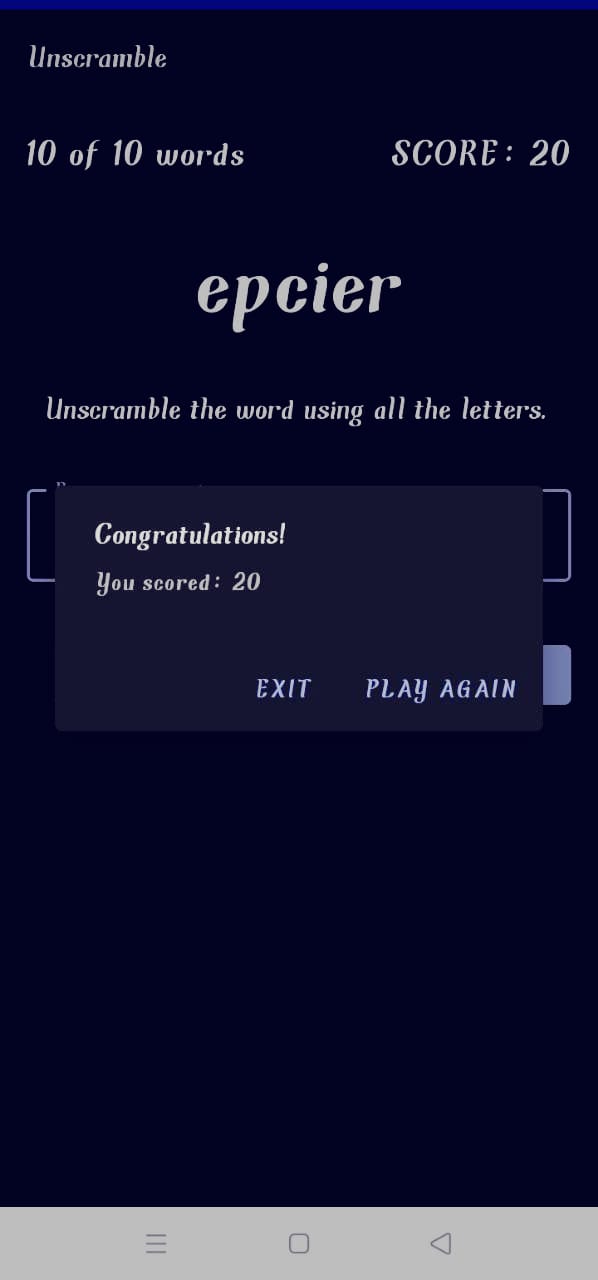 Unscramble
10 of 10 words
SCORE: 20
epcier
Unscramble the word using all the letters.
Congratulations!
You scored: 20
EXIT
PLAY AGAIN